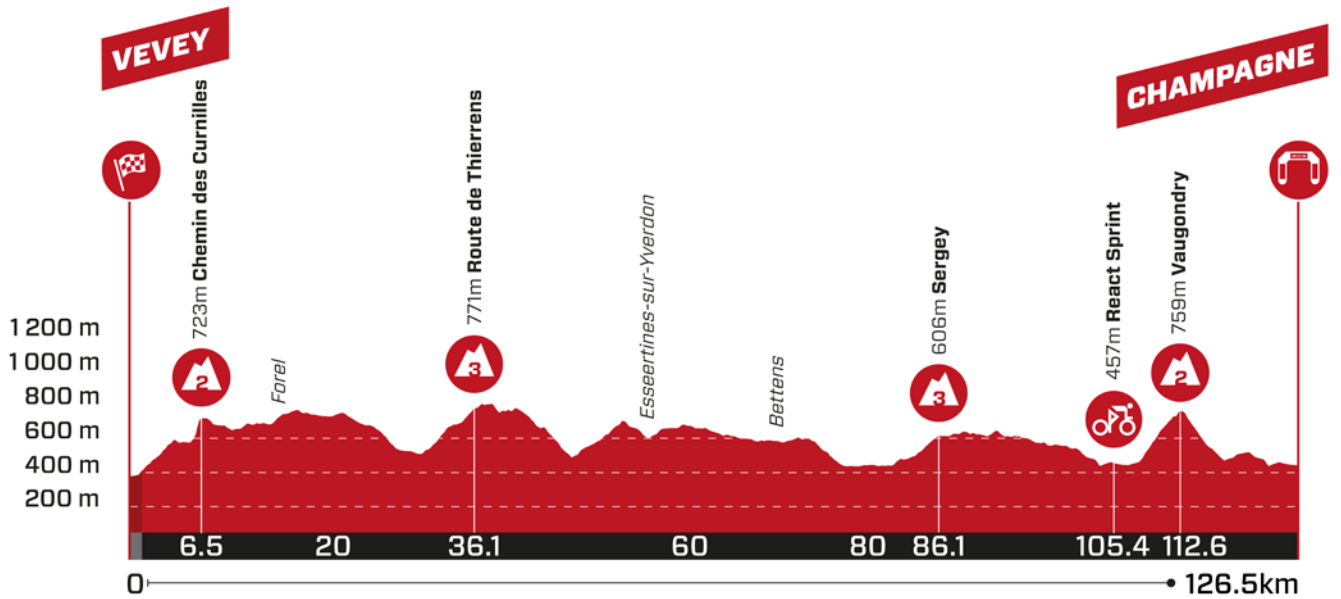 VEVEY
CHAMPAGNE
723m Chemin des Curnilles
Forel
771m Route de Thierrens
Esseertines-sur-Yverdon
Bettens
606m Sergey
457m React Sprint
759m Vaugondry
1200 m
1000 m
800 m
600 m
400 m
200 m
2
3
3
2
6.5 20 36.1 60 80 86.1 105.4 112.6
0 126.5km